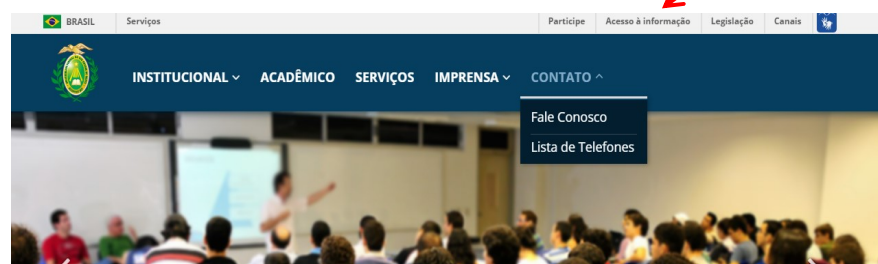 BRASIL Serviços Participe Acesso à informação Legislação Canais
INSTITUCIONAL ACADÊMICO SERVIÇOS IMPRENSA CONTATO
Fale Conosco
Lista de Telefones